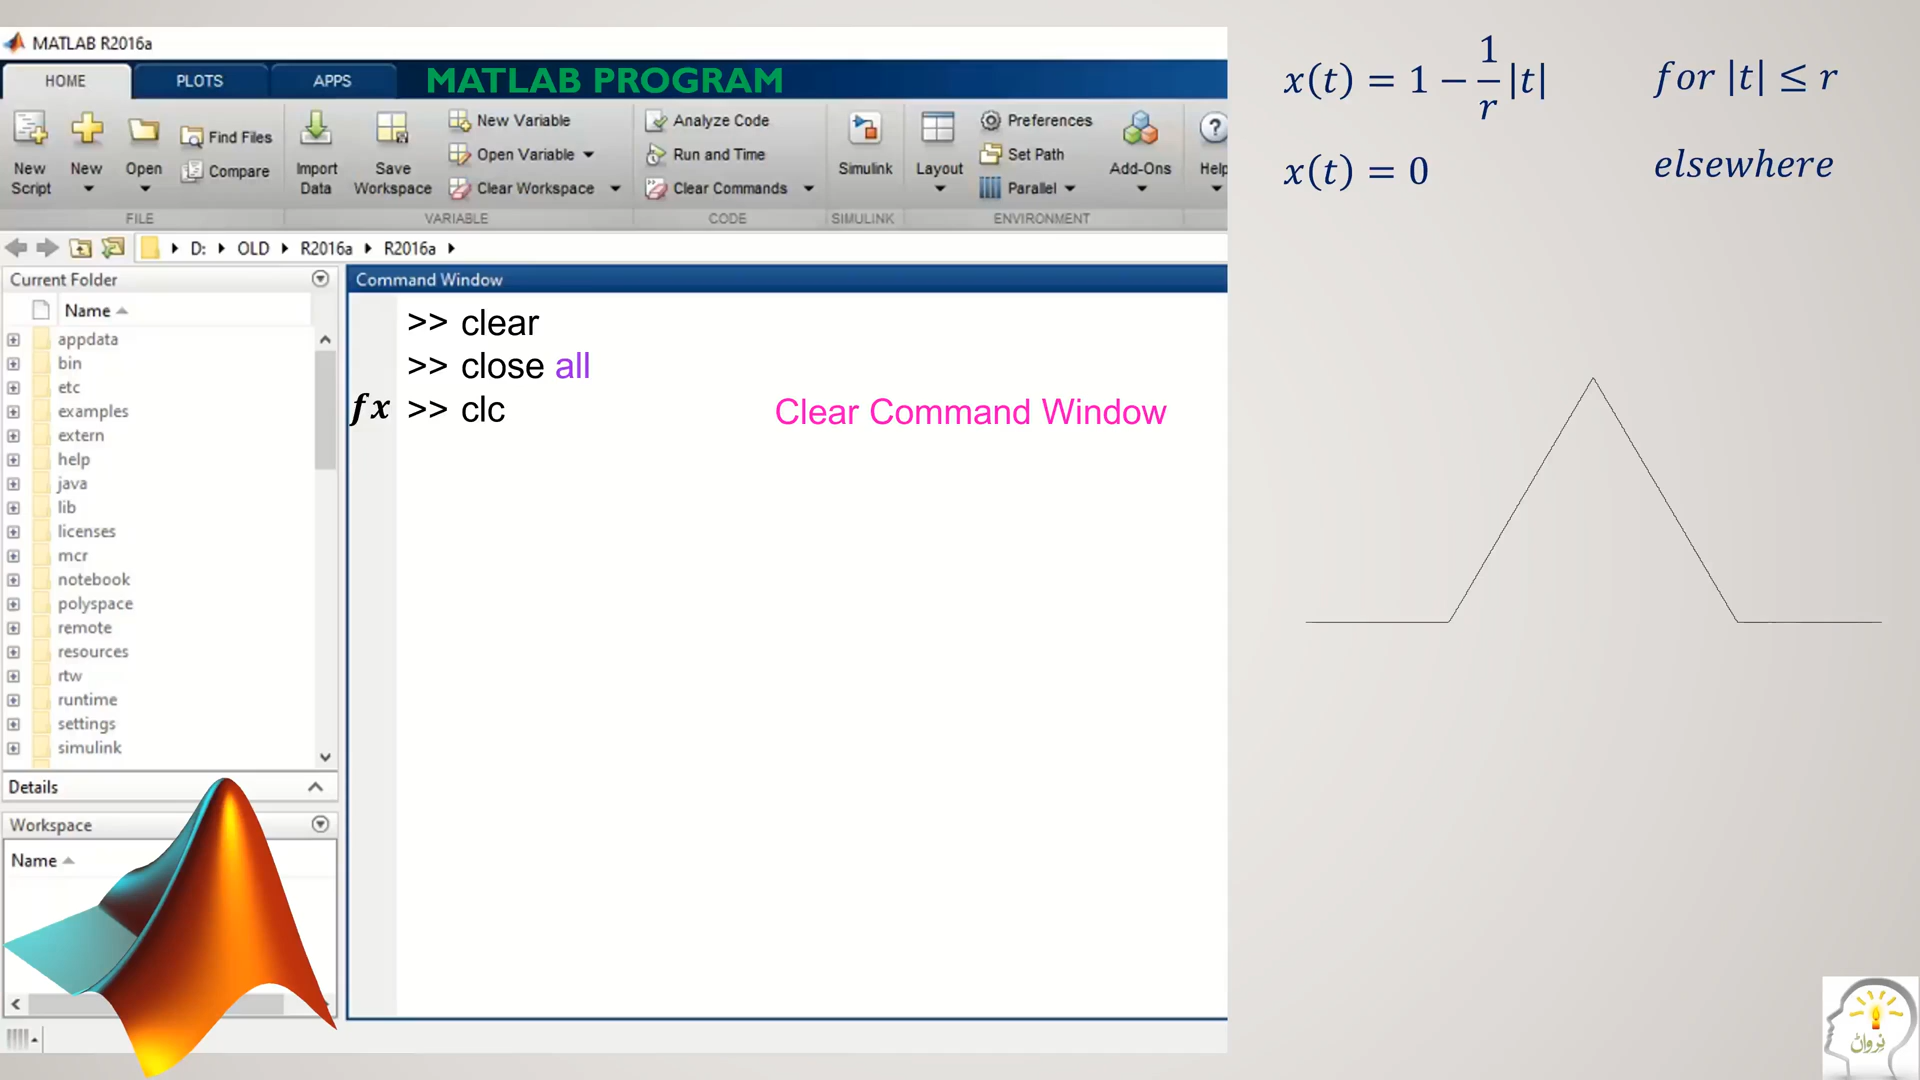 MATLAB R2016a
HOME PLOTS APPS MATLAB PROGRAM
New Script
New
Open
Find Files
Compare
FILE
Import Data
Save Workspace
New Variable
Open Variable
Clear Workspace
VARIABLE
Analyze Code
Run and Time
Clear Commands
CODE
Simulink
SIMULINK
Layout
Preferences
Set Path
Parallel
Add-Ons
ENVIRONMENT
Help
D: OLD R2016a R2016a
Current Folder
Name
appdata
bin
etc
examples
extern
help
java
lib
licenses
mcr
notebook
polyspace
remote
resources
rtw
runtime
settings
simulink
Details
Workspace
Name
Command Window
>> clear
>> close all
fx >> clc Clear Command Window
x(t) = 1 − 1/r |t| for |t| ≤ r
x(t) = 0 elsewhere
نِروان